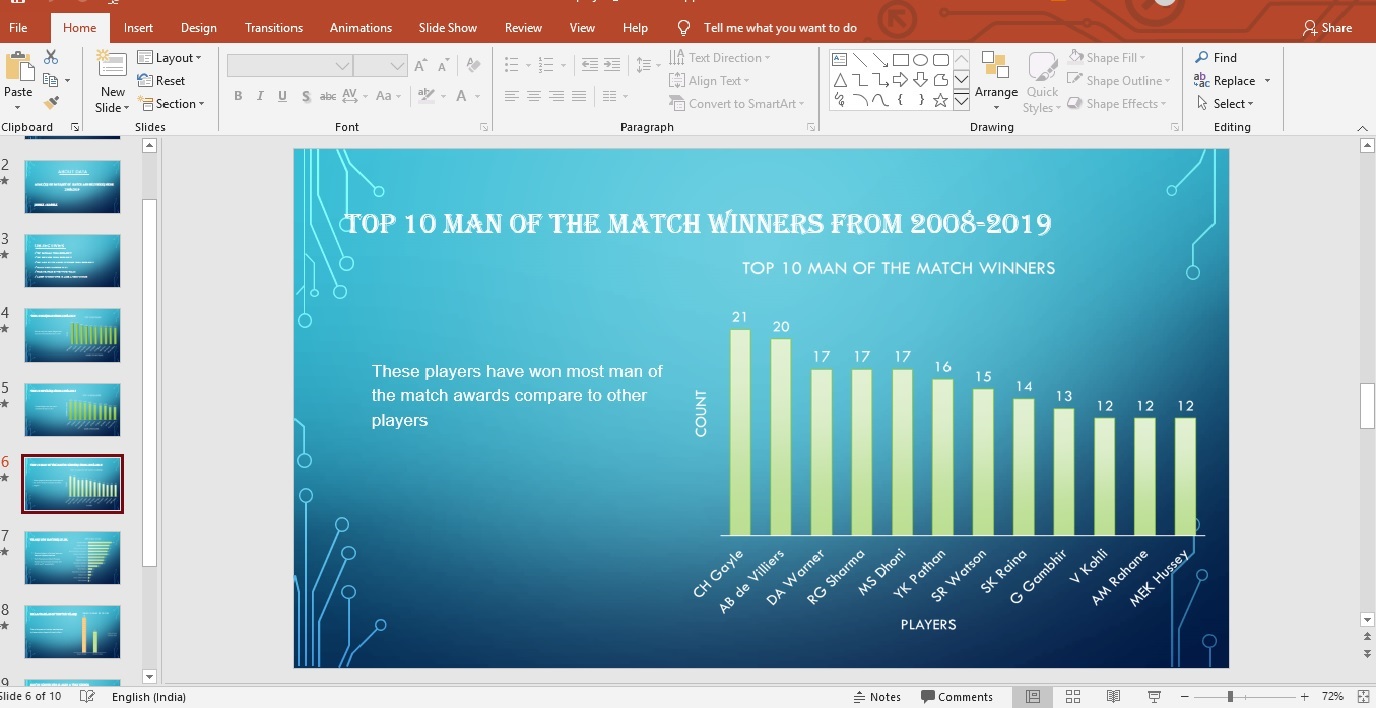 File Home Insert Design Transitions Animations Slide Show Review View Help Tell me what you want to do Share
Paste
New
Slide
Layout
Reset
Section
B I U S abc AV Aa A
Text Direction
Align Text
Convert to SmartArt
Arrange
Quick
Styles
Shape Fill
Shape Outline
Shape Effects
Find
Replace
Select
Clipboard Slides Font Paragraph Drawing Editing
2
3
4
5
6
7
8
9
TOP 10 MAN OF THE MATCH WINNERS FROM 2008-2019
TOP 10 MAN OF THE MATCH WINNERS
These players have won most man of
the match awards compare to other
players
COUNT
21 20 17 17 17 16 15 14 13 12 12 12
CH Gayle
AB de Villiers
DA Warner
RG Sharma
MS Dhoni
YK Pathan
SR Watson
SK Raina
G Gambhir
V Kohli
AM Rahane
MEK Hussey
PLAYERS
Slide 6 of 10 English (India) Notes Comments 72%